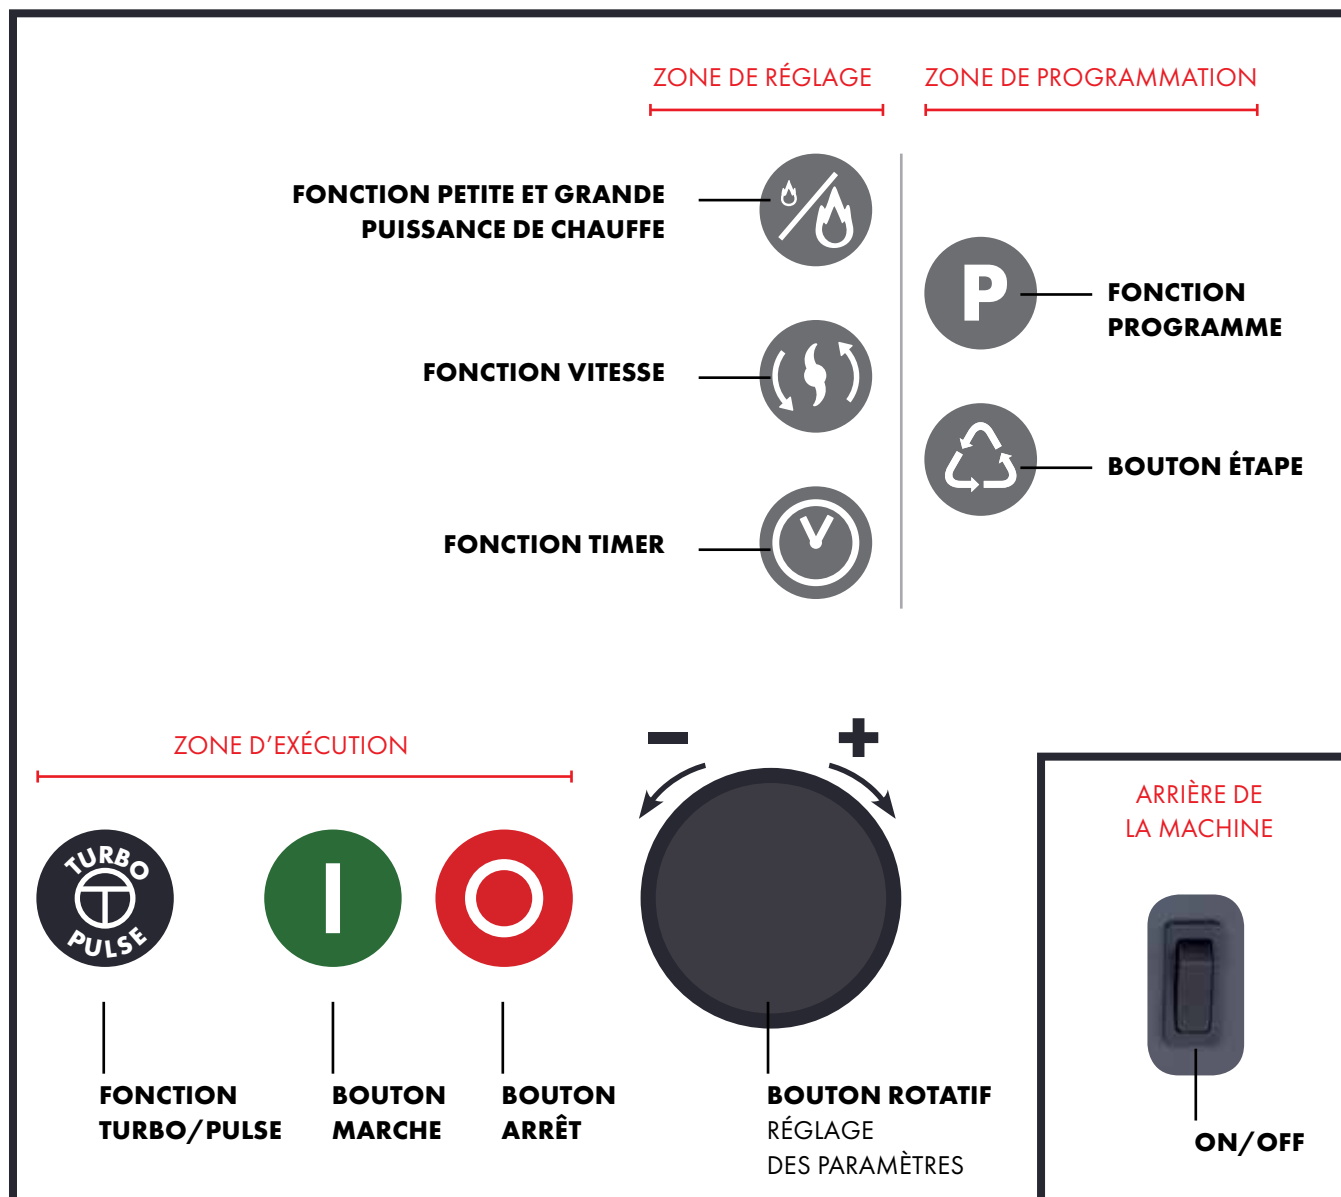 ZONE DE RÉGLAGE
ZONE DE PROGRAMMATION
FONCTION PETITE ET GRANDE
PUISSANCE DE CHAUFFE
P
FONCTION
PROGRAMME
FONCTION VITESSE
BOUTON ÉTAPE
FONCTION TIMER
ZONE D'EXÉCUTION
- +
ARRIÈRE DE
LA MACHINE
TURBO
PULSE
FONCTION
TURBO/PULSE
BOUTON
MARCHE
BOUTON
ARRÊT
BOUTON ROTATIF
RÉGLAGE
DES PARAMÈTRES
ON/OFF